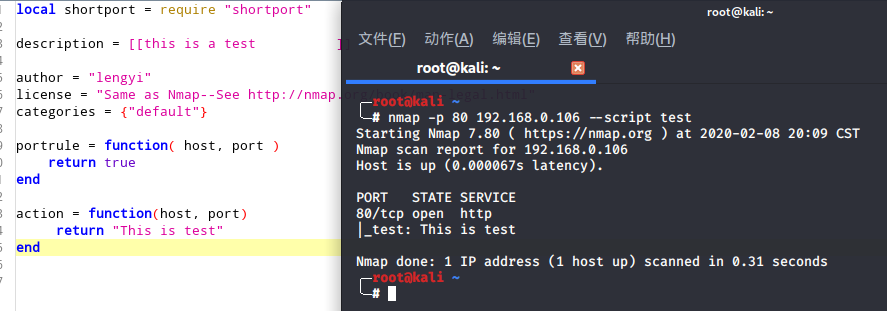 local shortport = require "shortport"
description = [[this is a test ]]
author = "lengyi"
license = "Same as Nmap--See http://nmap.org
categories = {"default"}
portrule = function( host, port )
return true
end
action = function(host, port)
return "This is test"
end
root@kali: ~
文件(F) 动作(A) 编辑(E) 查看(V) 帮助(H)
root@kali: ~
root@kali ~
# nmap -p 80 192.168.0.106 --script test
Starting Nmap 7.80 ( https://nmap.org ) at 2020-02-08 20:09 CST
Nmap scan report for 192.168.0.106
Host is up (0.000067s latency).
PORT STATE SERVICE
80/tcp open http
|_test: This is test
Nmap done: 1 IP address (1 host up) scanned in 0.31 seconds
root@kali ~
#